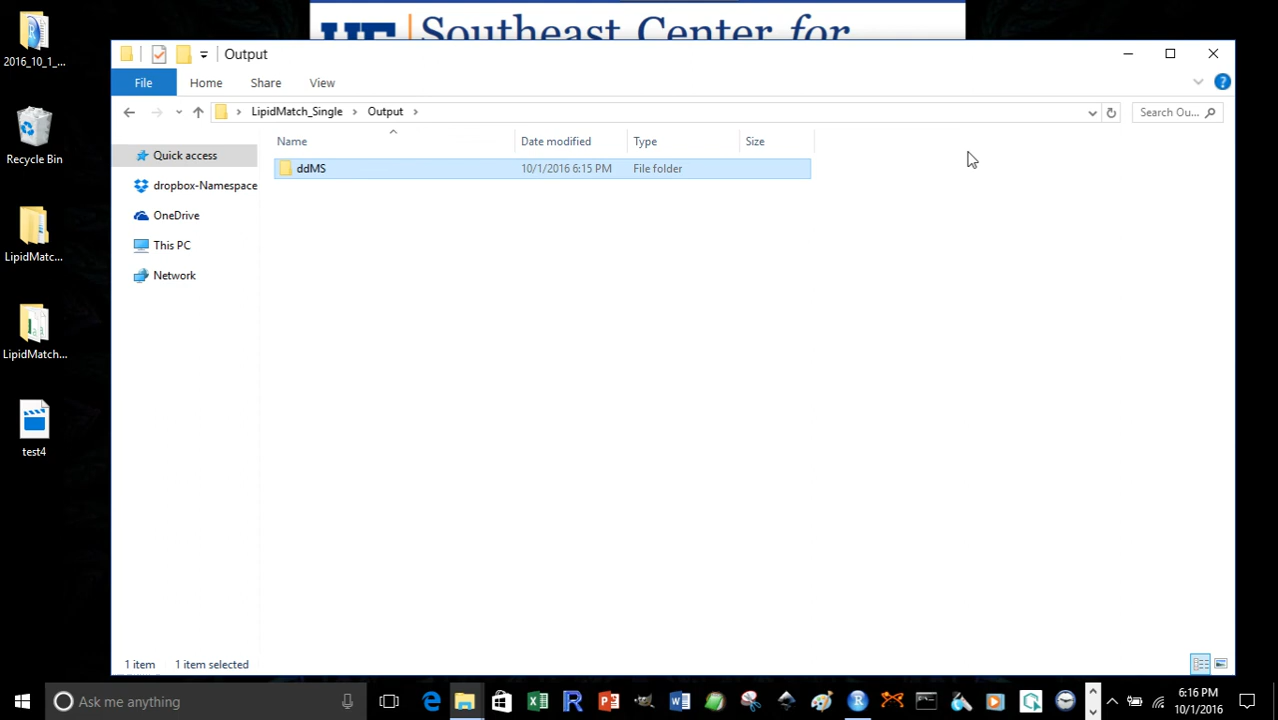 2016_10_1_...
Recycle Bin
LipidMatc...
LipidMatch...
test4
Southeast Center for
Output
File
Home
Share
View
LipidMatch_Single
Output
Search Ou...
Name
Date modified
Type
Size
ddMS
10/1/2016 6:15 PM
File folder
Quick access
dropbox-Namespace
OneDrive
This PC
Network
1 item
1 item selected
Ask me anything
6:16 PM
10/1/2016